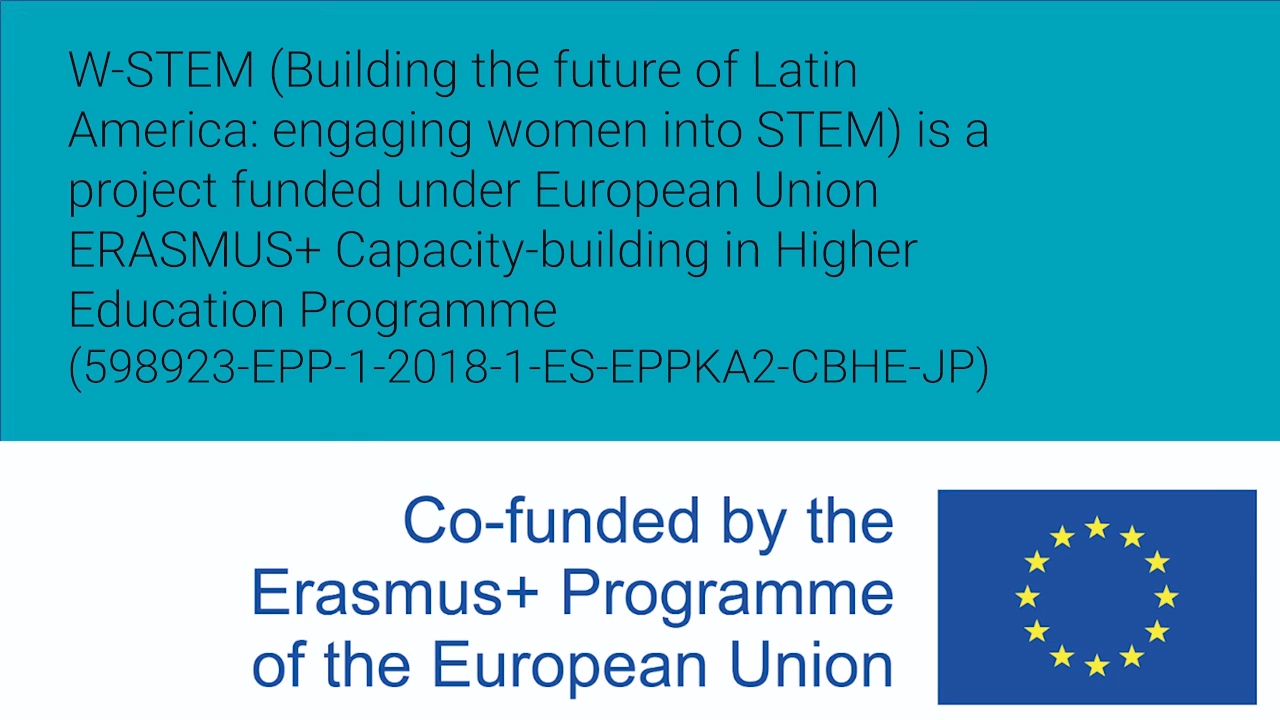 W-STEM (Building the future of Latin
America: engaging women into STEM) is a
project funded under European Union
ERASMUS+ Capacity-building in Higher
Education Programme
(598923-EPP-1-2018-1-ES-EPPKA2-CBHE-JP)
Co-funded by the
Erasmus+ Programme
of the European Union